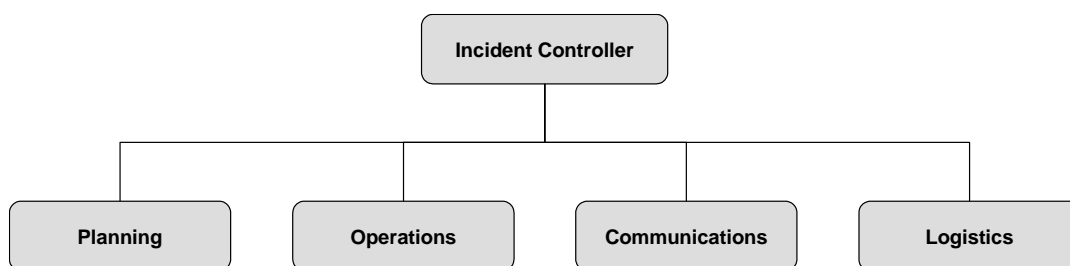 Incident Controller
Planning
Operations
Communications
Logistics